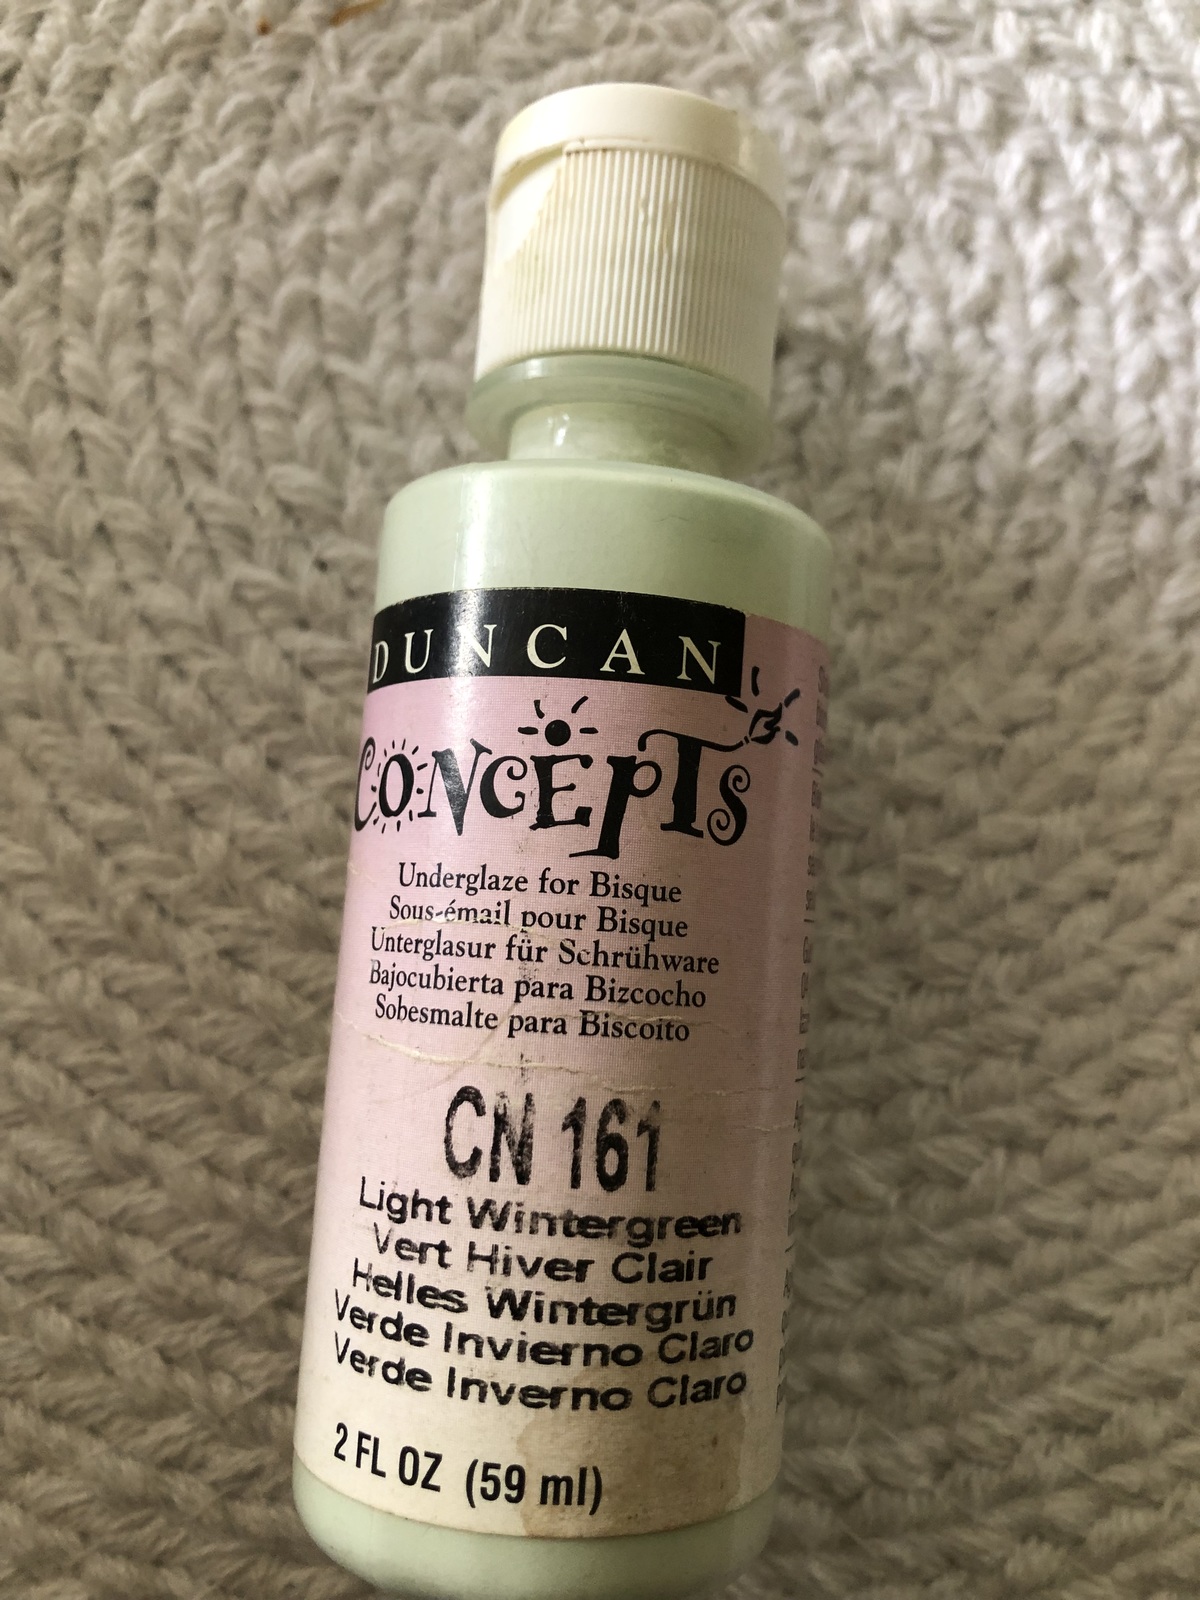 DUNCAN
CONCEPTS
Underglaze for Bisque
Sous-émail pour Bisque
Unterglasur für Schrühware
Bajocubierta para Bizcocho
Sobesmalte para Biscoito
CN 161
Light Wintergreen
Vert Hiver Clair
Helles Wintergrün
Verde Invierno Claro
Verde Inverno Claro
2 FL OZ (59 ml)